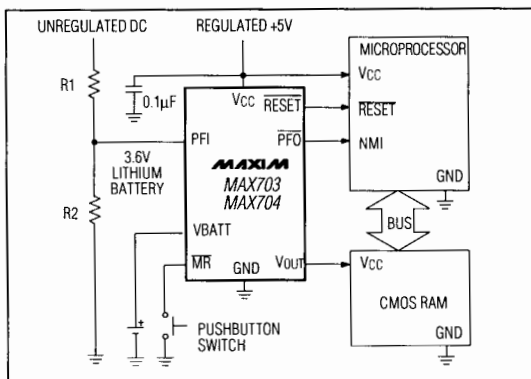 UNREGULATED DC
REGULATED +5V
MICROPROCESSOR
R1
0.1µF
VCC
VCC
RESET
RESET
PFI
PFO
NMI
3.6V
LITHIUM
BATTERY
MAXIM
MAX703
MAX704
GND
R2
BUS
VBATT
MR
GND
VOUT
VCC
CMOS RAM
+
PUSHBUTTON
SWITCH
GND